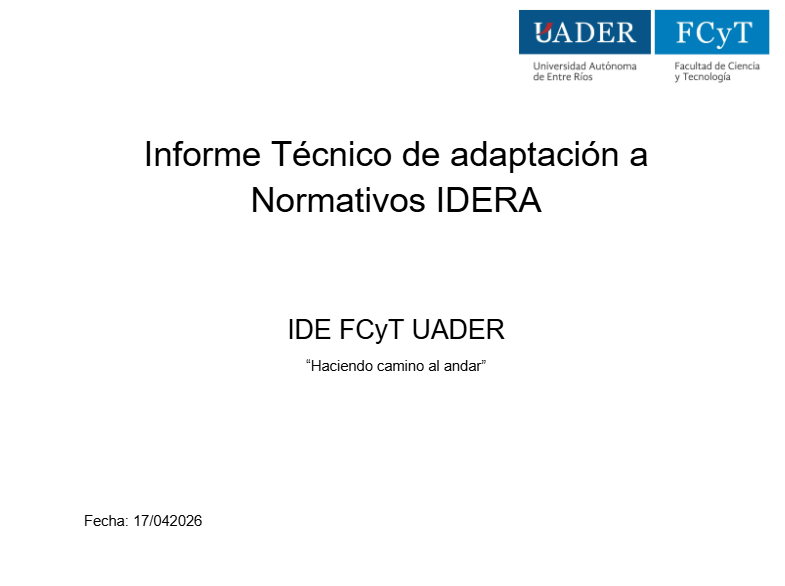 UADER FCyT
Universidad Autónoma Facultad de Ciencia
de Entre Ríos y Tecnología
Informe Técnico de adaptación a
Normativos IDERA
IDE FCyT UADER
“Haciendo camino al andar”
Fecha: 17/042026